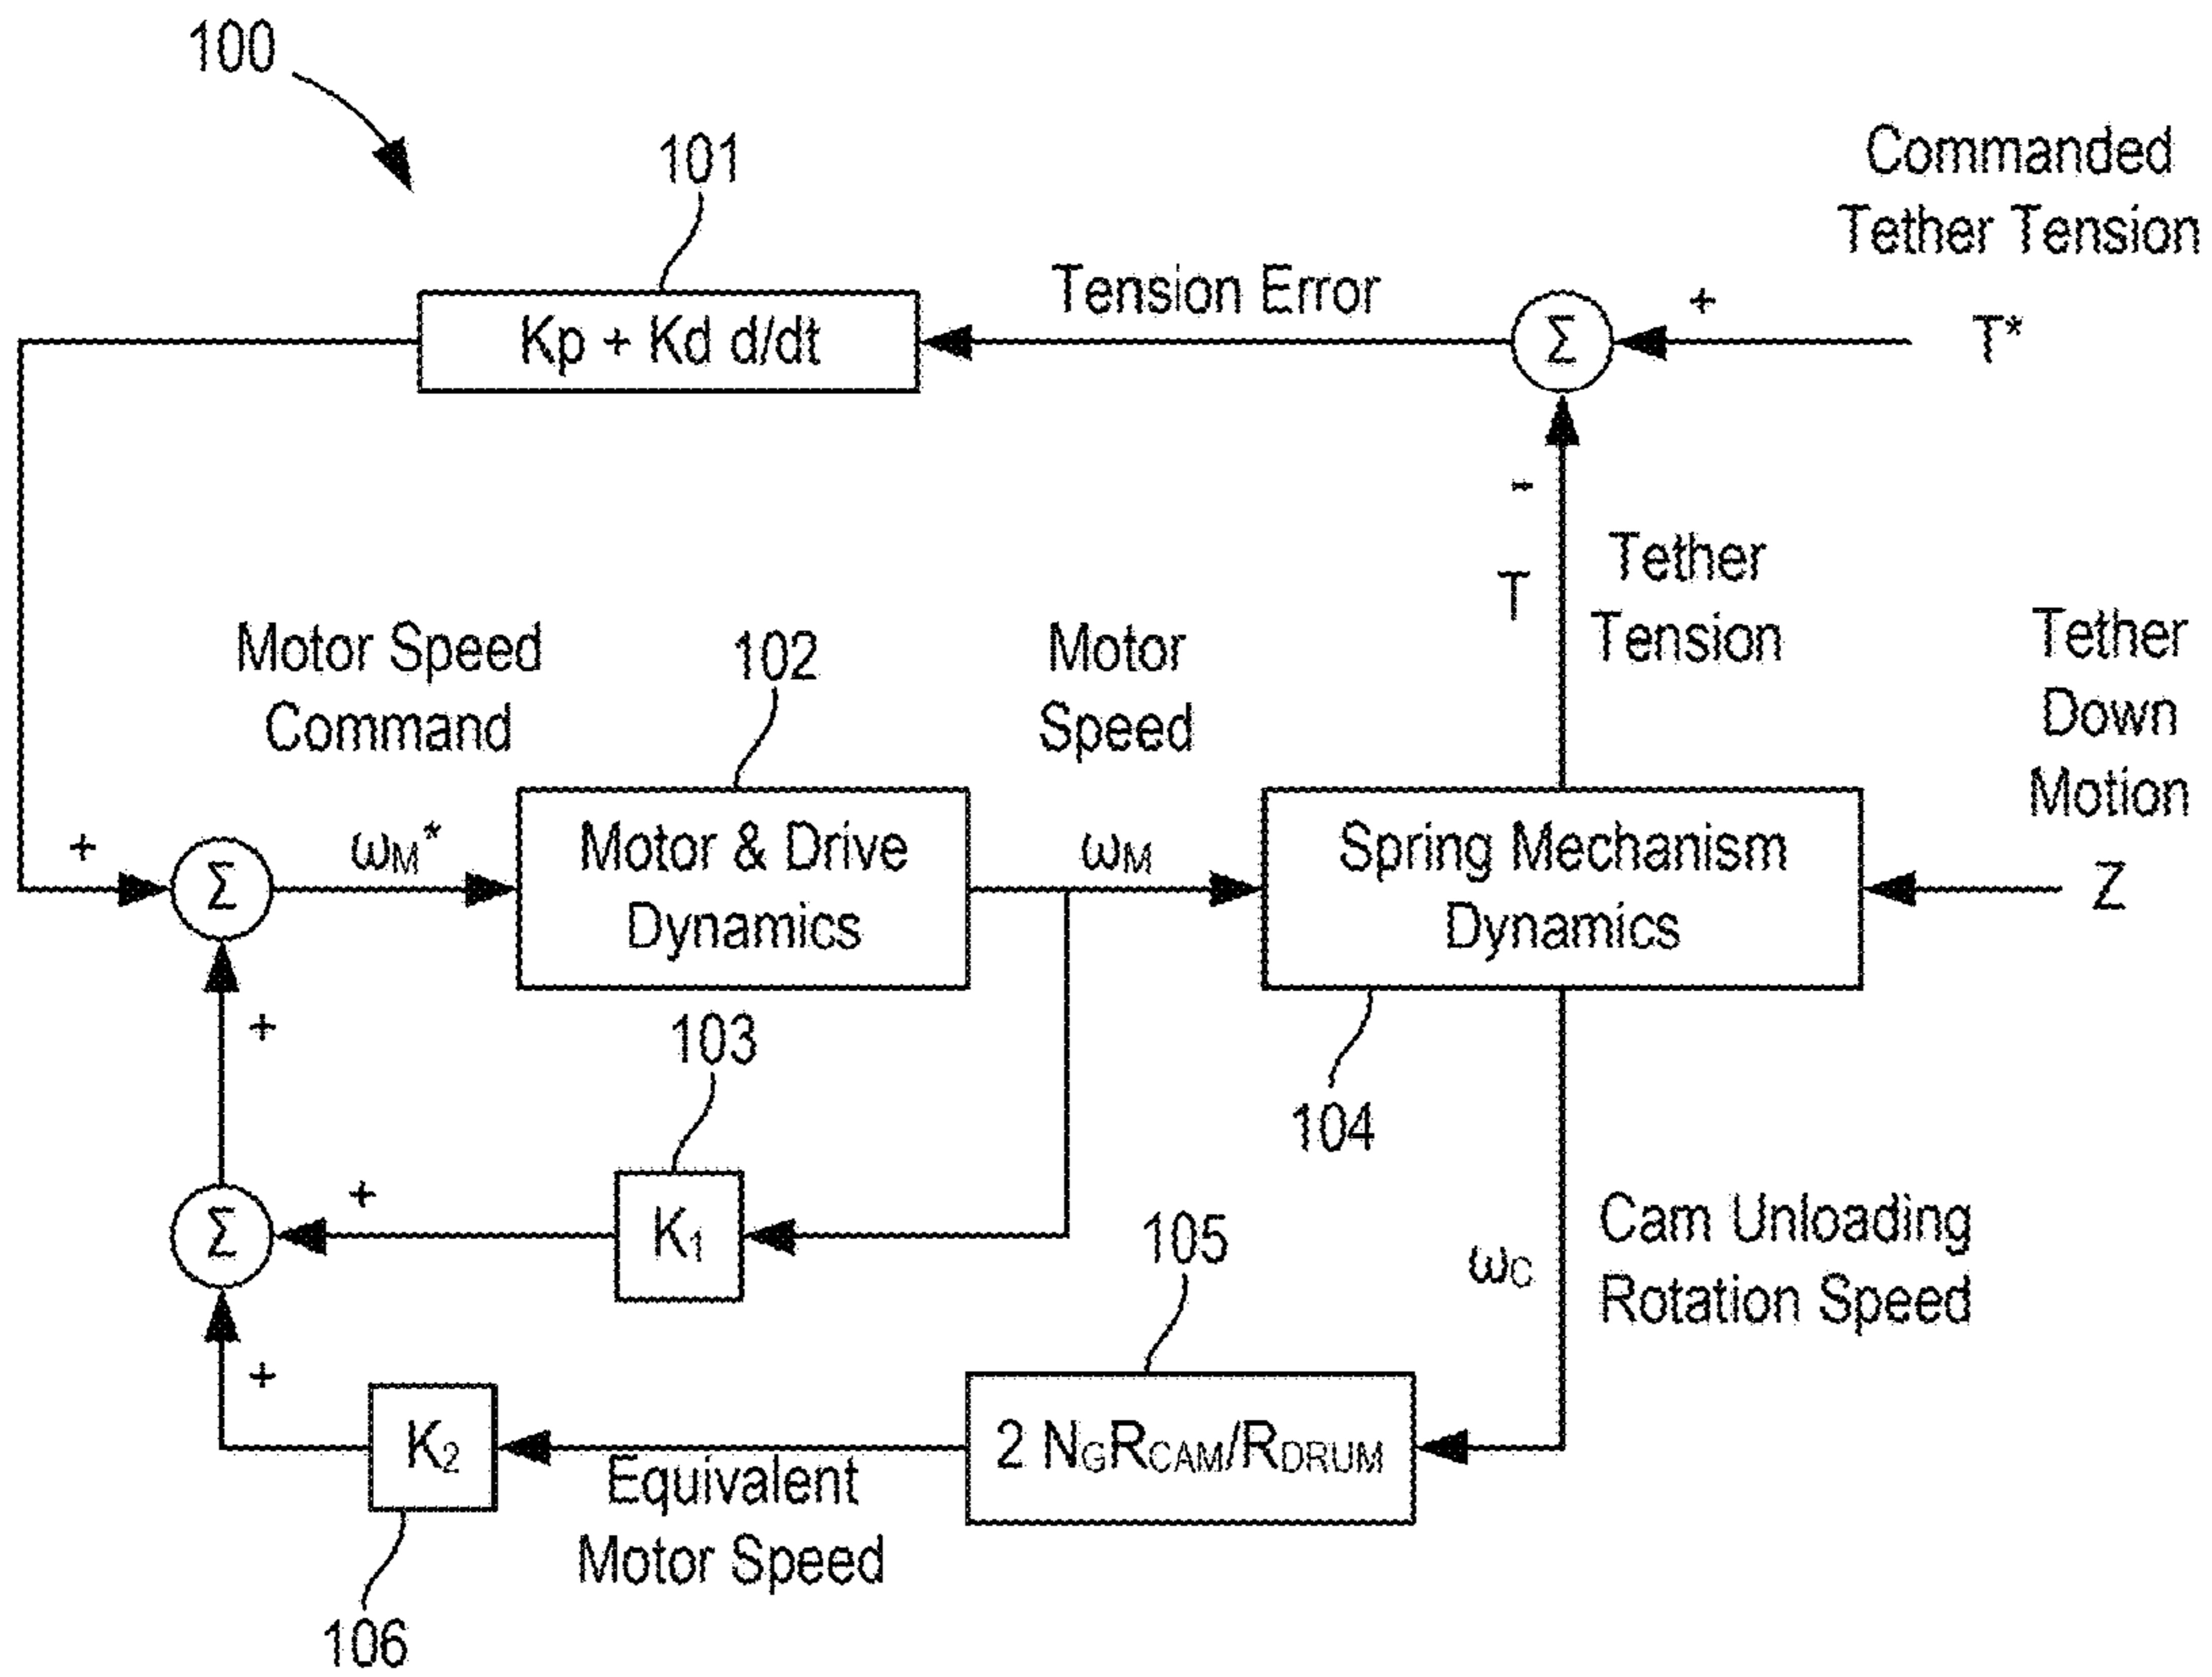 100
101
Commanded
Tether Tension
Kp + Kd d/dt
Tension Error
Σ
+
T*
-
T
Tether
Tension
Tether
Down
Motion
Z
Motor Speed
Command
102
Motor
Speed
+
Σ
ωM*
Motor & Drive
Dynamics
ωM
Spring Mechanism
Dynamics
+
103
104
Σ
+
K1
105
ωC
Cam Unloading
Rotation Speed
+
K2
Equivalent
Motor Speed
2 NGRCAM/RDRUM
106